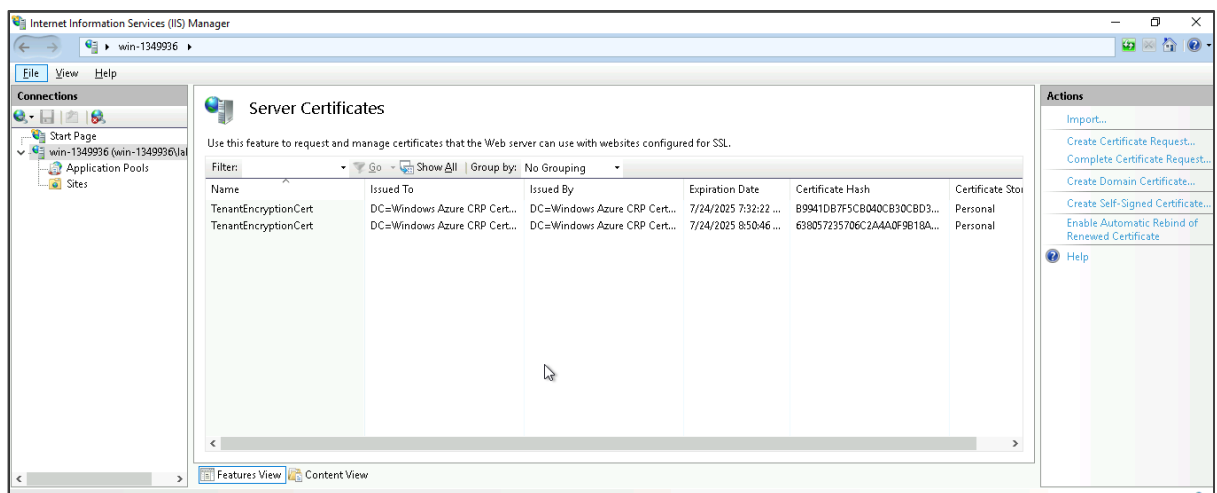 Internet Information Services (IIS) Manager
win-1349936
File View Help
Connections
Start Page
win-1349936 (win-1349936\la
Application Pools
Sites
Server Certificates
Use this feature to request and manage certificates that the Web server can use with websites configured for SSL.
Filter: Go Show All Group by: No Grouping
Name Issued To Issued By Expiration Date Certificate Hash Certificate Stor
TenantEncryptionCert DC=Windows Azure CRP Cert... DC=Windows Azure CRP Cert... 7/24/2025 7:32:22 ... B9941DB7F5CB040CB30CBD3... Personal
TenantEncryptionCert DC=Windows Azure CRP Cert... DC=Windows Azure CRP Cert... 7/24/2025 8:50:46 ... 638057235706C2A4A0F9B18A... Personal
Features View Content View
Actions
Import...
Create Certificate Request...
Complete Certificate Request...
Create Domain Certificate...
Create Self-Signed Certificate...
Enable Automatic Rebind of
Renewed Certificate
Help